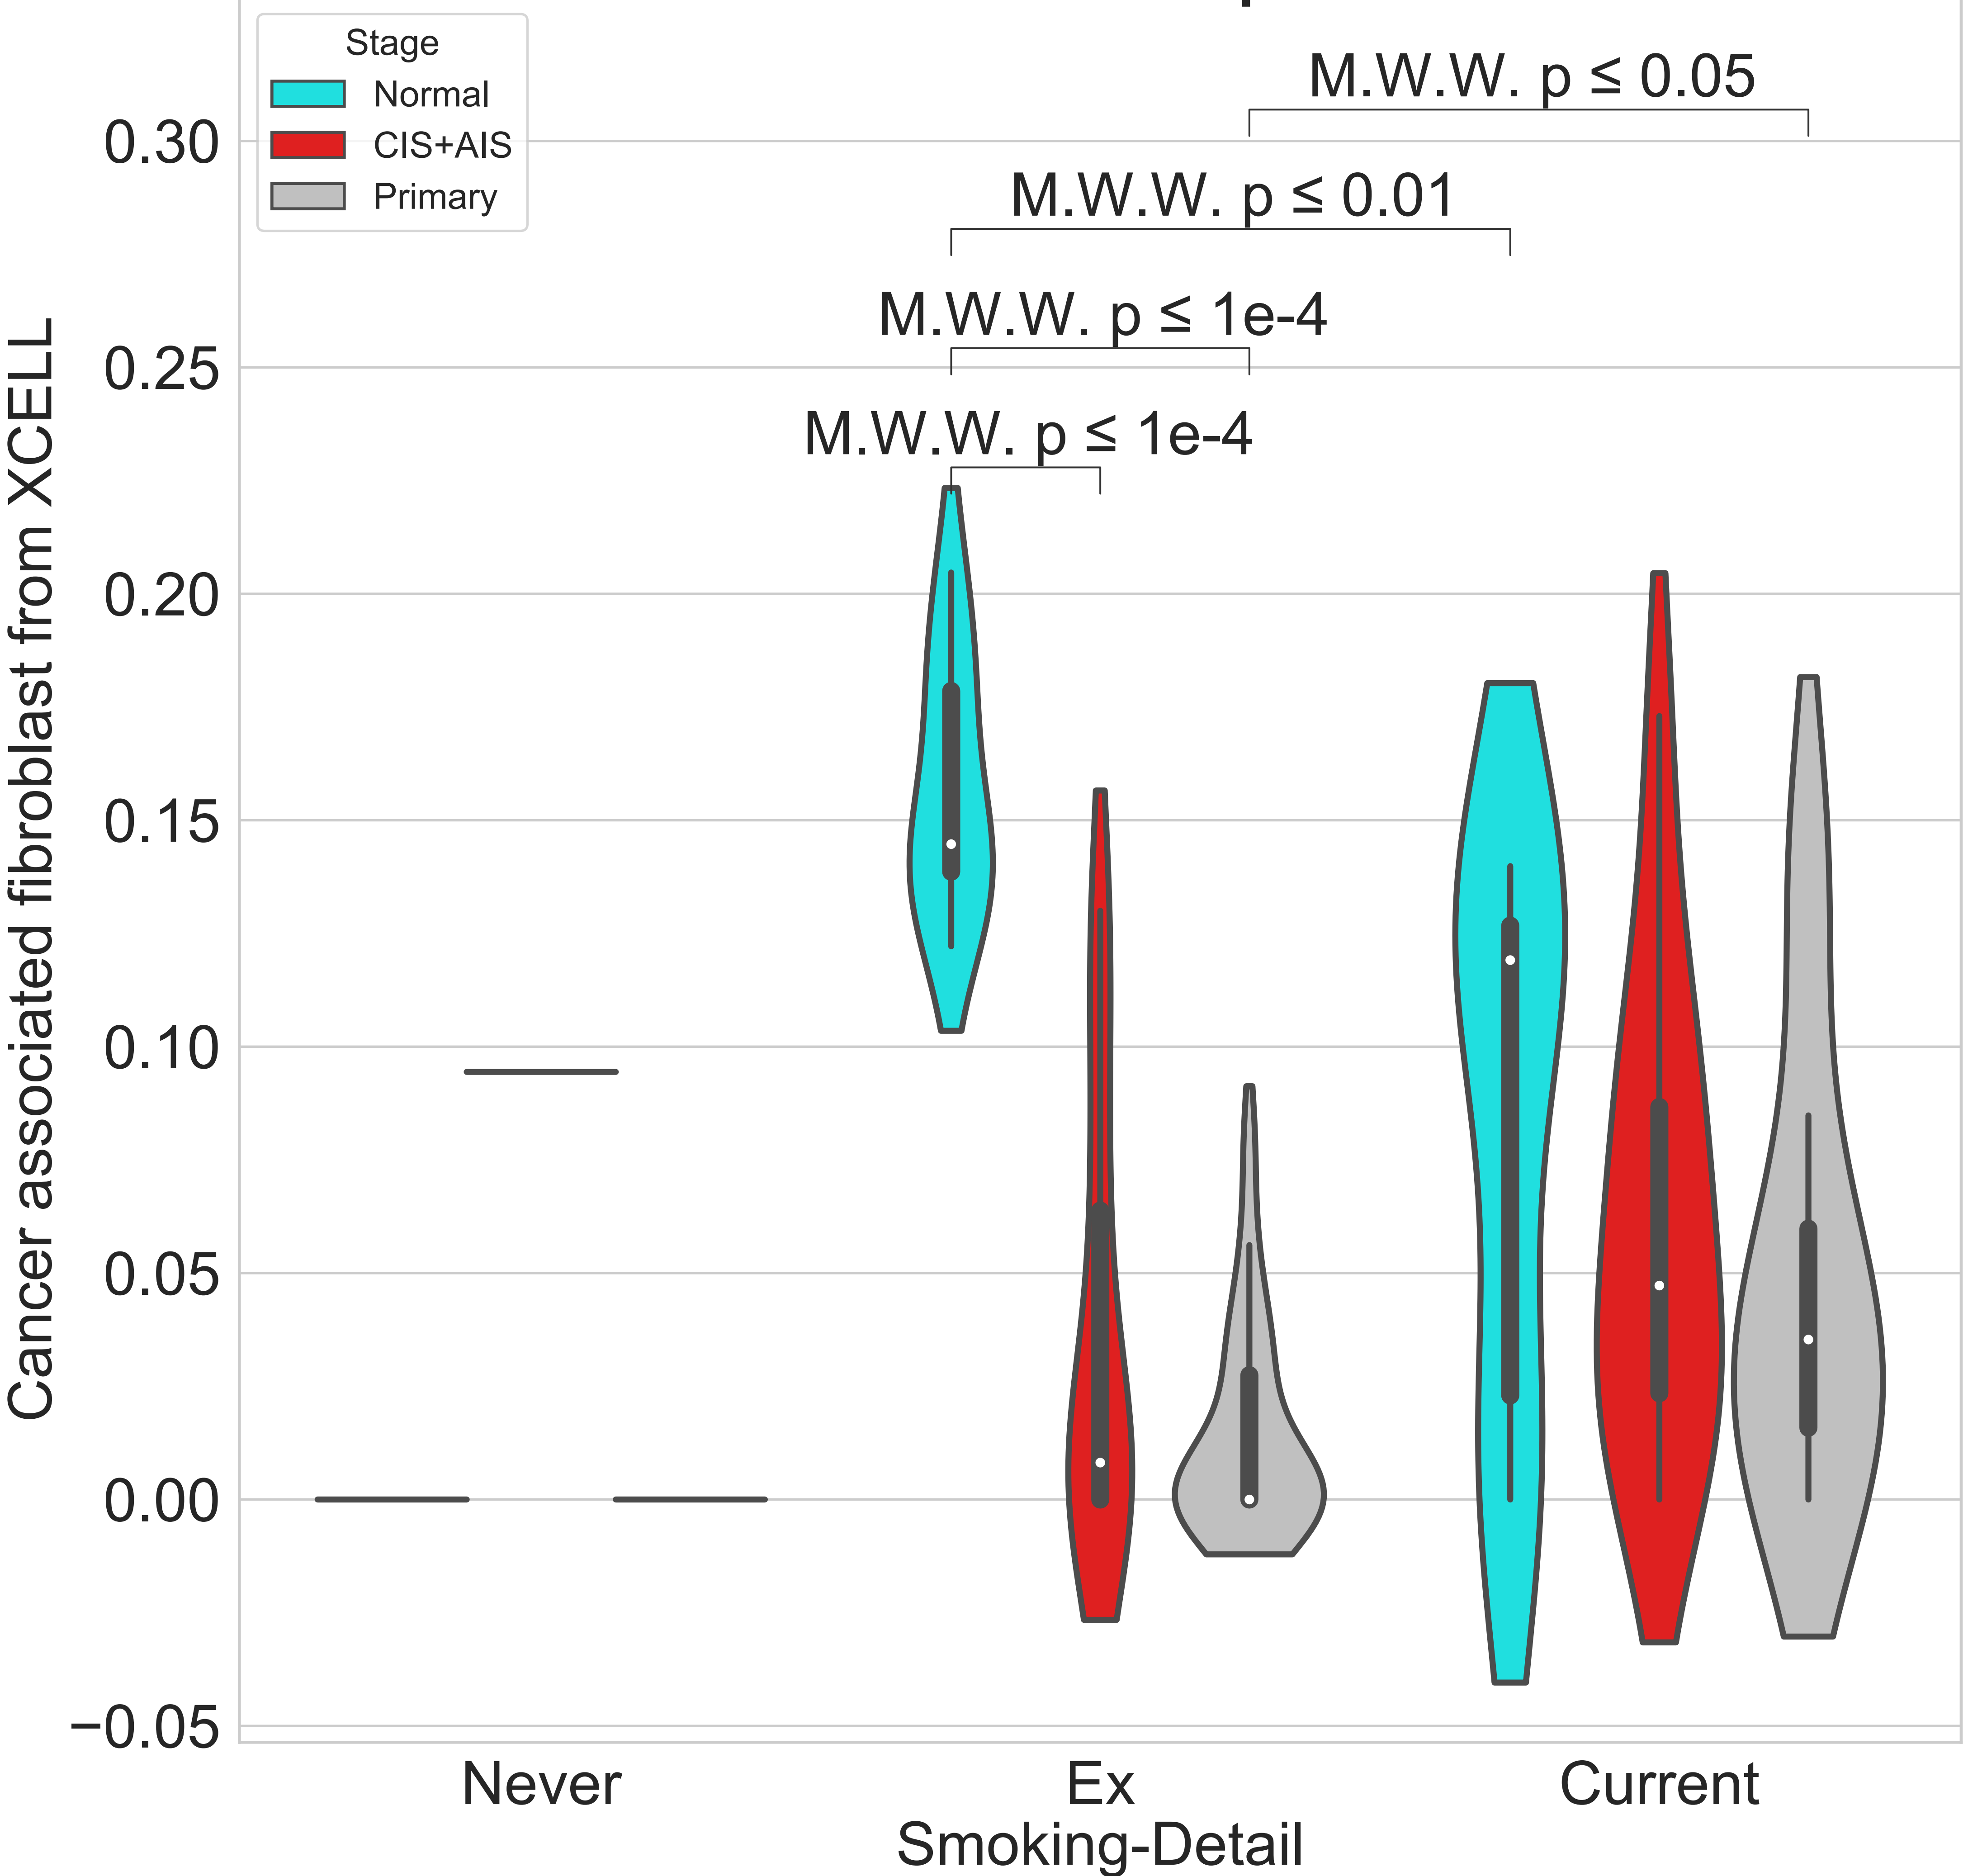 Stage
Normal
CIS+AIS
Primary
M.W.W. p ≤ 0.05
M.W.W. p ≤ 0.01
M.W.W. p ≤ 1e-4
M.W.W. p ≤ 1e-4
Cancer associated fibroblast from XCELL
0.30
0.25
0.20
0.15
0.10
0.05
0.00
−0.05
Never
Ex
Current
Smoking-Detail